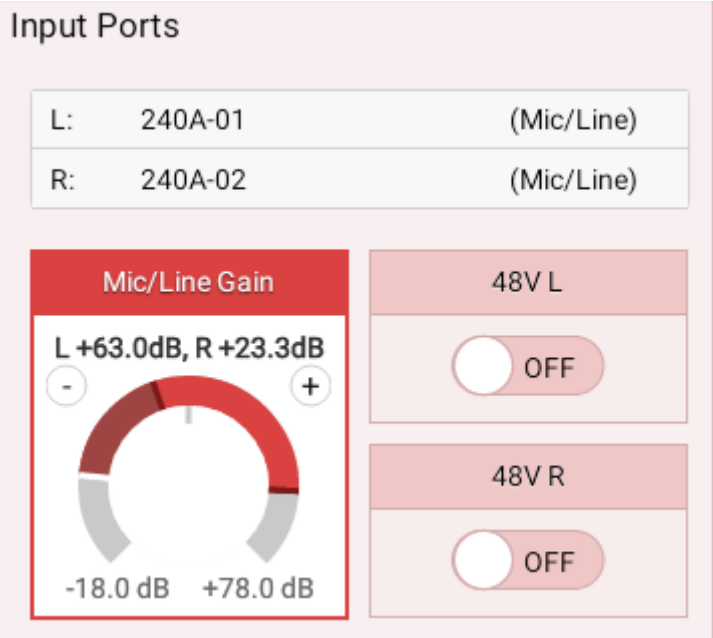 Input Ports
L: 240A-01 (Mic/Line)
R: 240A-02 (Mic/Line)
Mic/Line Gain
L +63.0dB, R +23.3dB
- +
-18.0 dB +78.0 dB
48V L
OFF
48V R
OFF